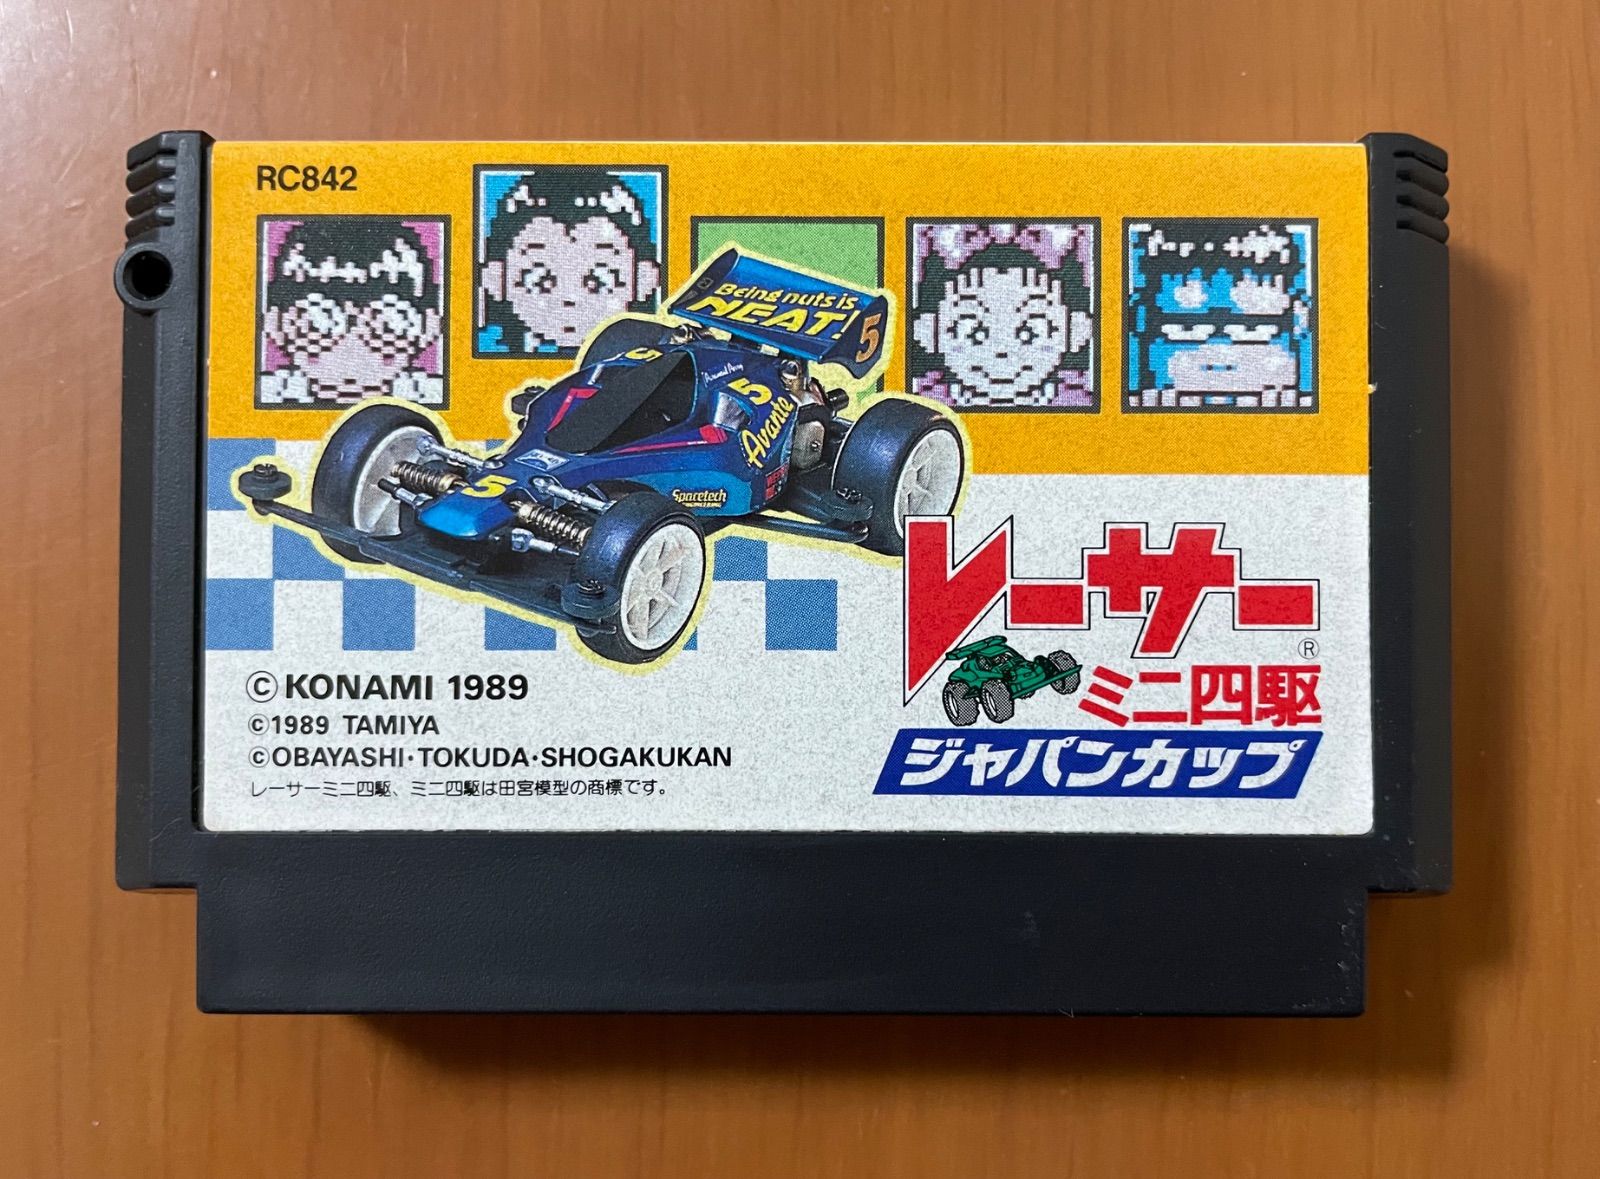 RC842
Being nuts is
NEAT!
5
5
5
Avante
5
Spacetech
レーサー
®
ミニ四駆
ジャパンカップ
©KONAMI 1989
©1989 TAMIYA
©OBAYASHI・TOKUDA・SHOGAKUKAN
レーサーミニ四駆、ミニ四駆は田宮模型の商標です。